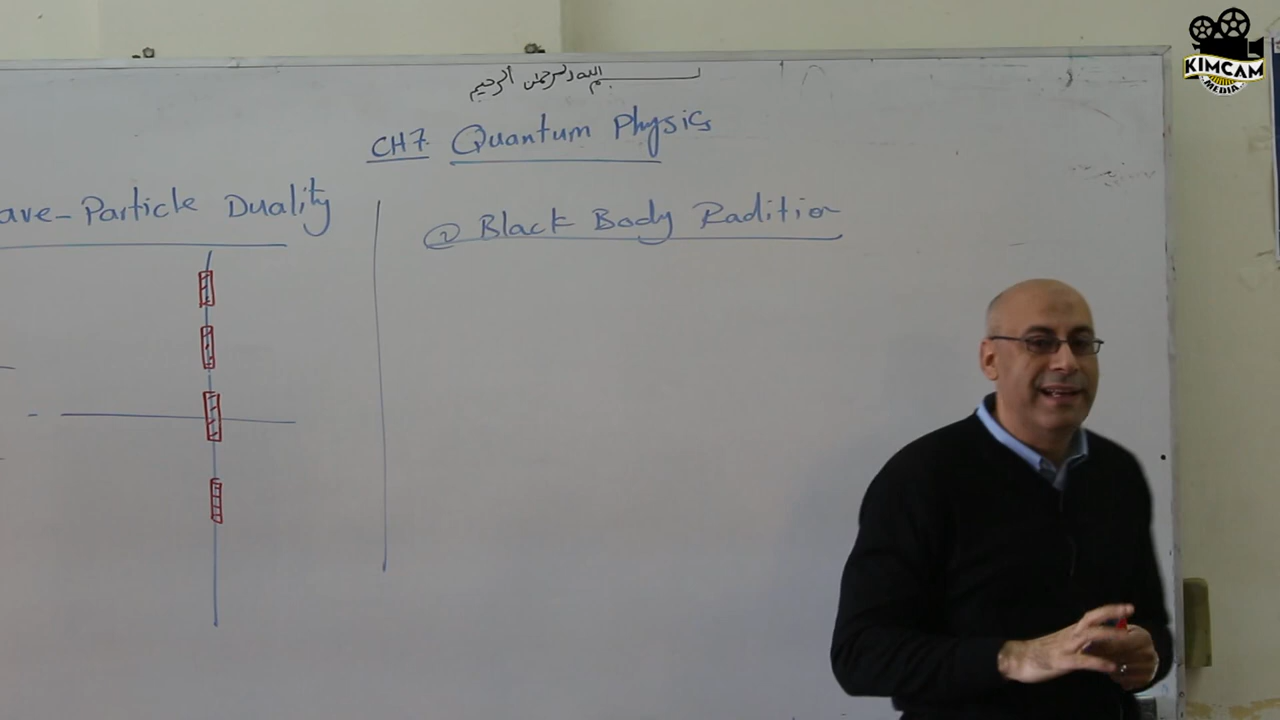 بسم الله الرحمن الرحيم
CH7. Quantum Physics
ave-Particle Duality
② Black Body Radition
KIMCAM
MEDIA